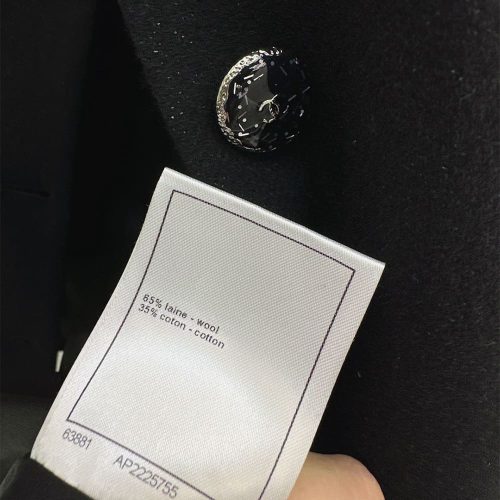 65% laine - wool
35% coton - cotton
63881
AP2225755